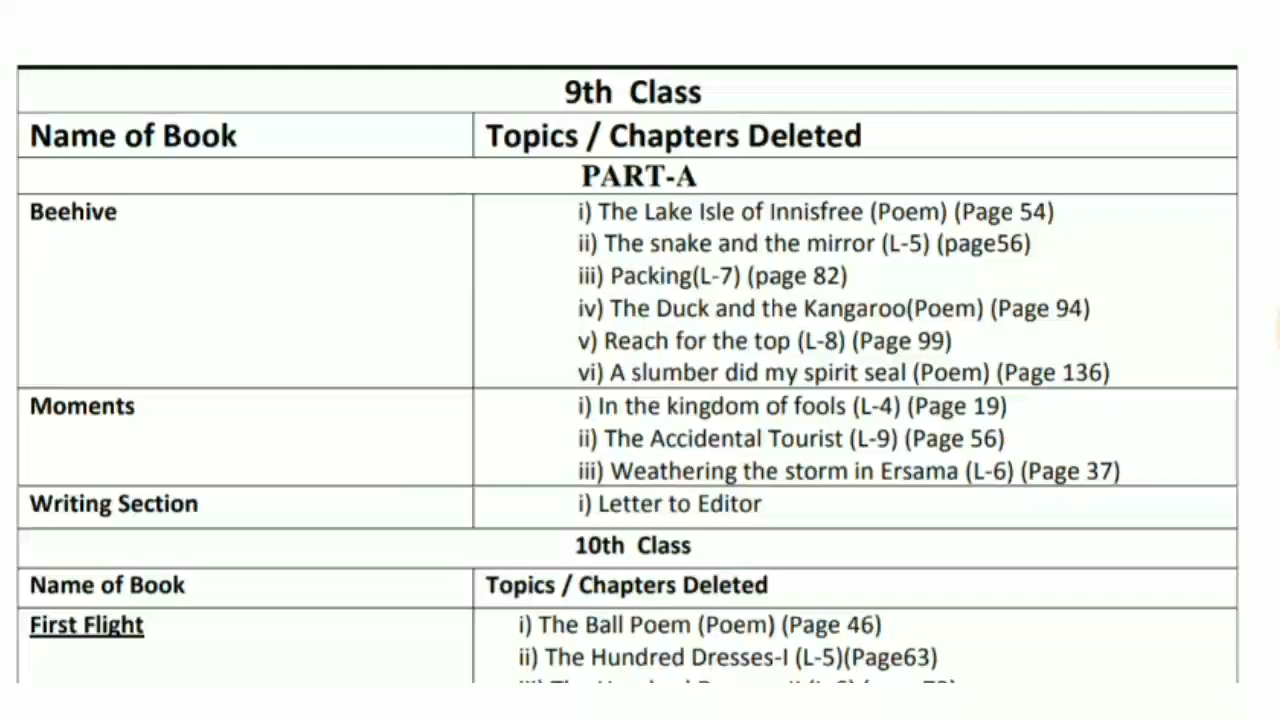 9th Class
Name of Book Topics / Chapters Deleted
PART-A
Beehive i) The Lake Isle of Innisfree (Poem) (Page 54)
ii) The snake and the mirror (L-5) (page56)
iii) Packing(L-7) (page 82)
iv) The Duck and the Kangaroo(Poem) (Page 94)
v) Reach for the top (L-8) (Page 99)
vi) A slumber did my spirit seal (Poem) (Page 136)
Moments i) In the kingdom of fools (L-4) (Page 19)
ii) The Accidental Tourist (L-9) (Page 56)
iii) Weathering the storm in Ersama (L-6) (Page 37)
Writing Section i) Letter to Editor
10th Class
Name of Book Topics / Chapters Deleted
First Flight i) The Ball Poem (Poem) (Page 46)
ii) The Hundred Dresses-I (L-5)(Page63)